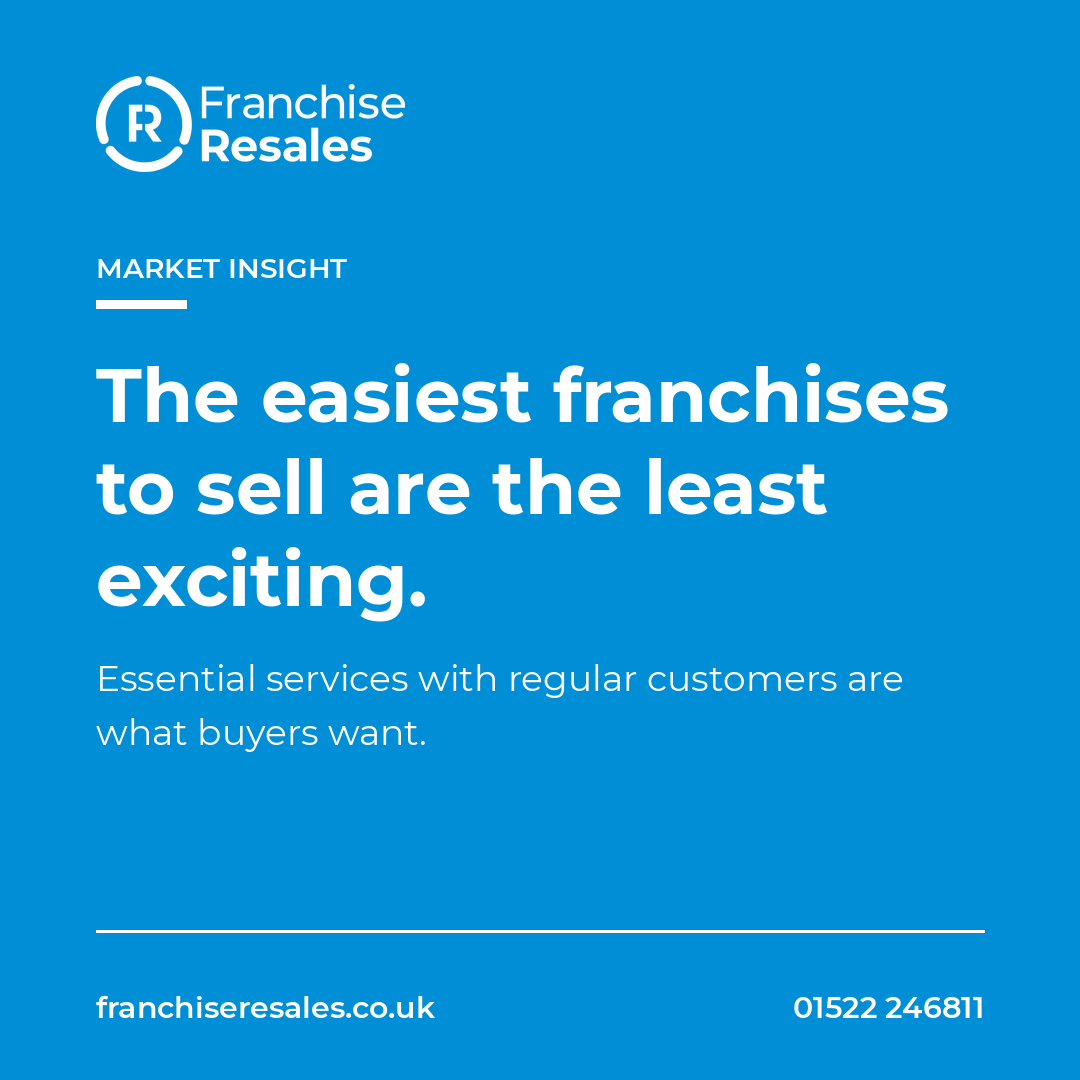 Franchise
Resales
MARKET INSIGHT
The easiest franchises
to sell are the least
exciting.
Essential services with regular customers are
what buyers want.
franchiseresales.co.uk
01522 246811